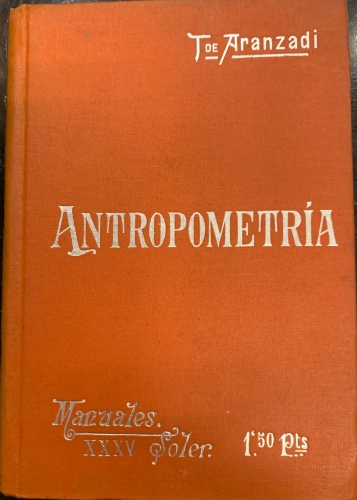 T DE Aranzadi
ANTROPOMETRÍA
Manuales.
XXXV Soler. 1'50 Pts